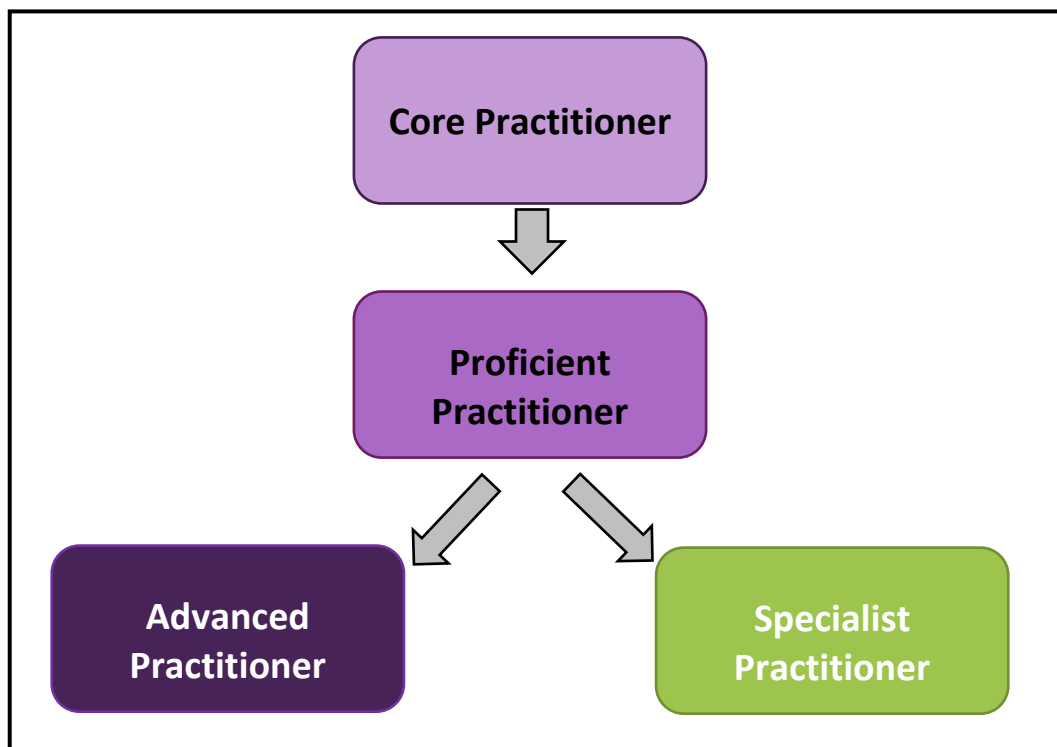 Core Practitioner
Proficient
Practitioner
Advanced
Practitioner
Specialist
Practitioner